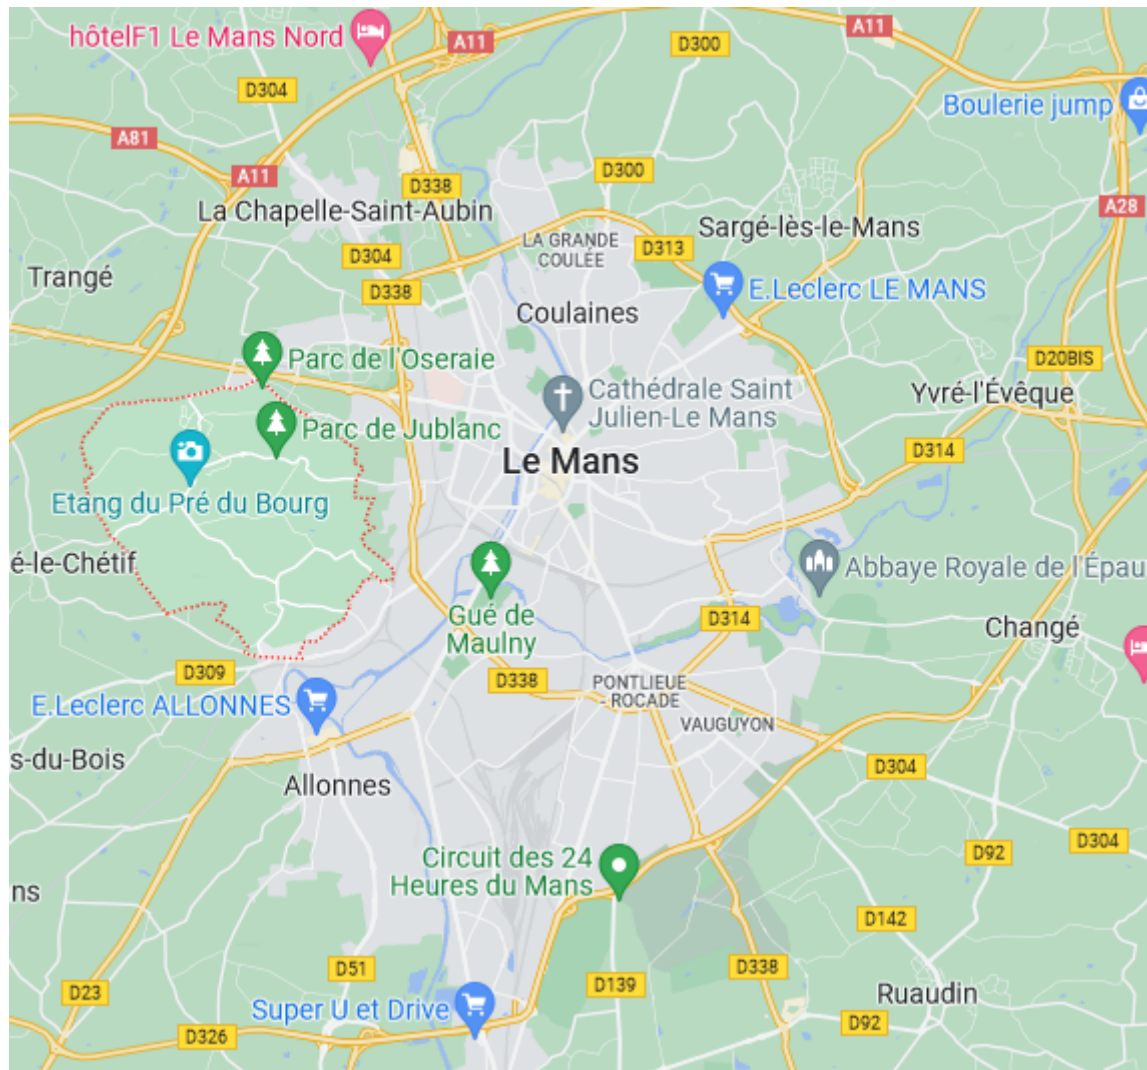 hôtelF1 Le Mans Nord
A11
D300
A11
D304
Boulerie jump
A81
A11
D338
D300
A28
La Chapelle-Saint-Aubin
Sargé-lès-le-Mans
LA GRANDE
COULÉE
D313
D304
Trangé
D338
E.Leclerc LE MANS
Coulaines
Parc de l'Oseraie
D20BIS
Cathédrale Saint
Julien-Le Mans
Yvré-l'Évêque
Parc de Jublanc
D314
Le Mans
Etang du Pré du Bourg
é-le-Chétif
Abbaye Royale de l'Épau
Gué de
Maulny
D314
Changé
D309
D338
PONTLIEUE
- ROCADE
E.Leclerc ALLONNES
VAUGUYON
s-du-Bois
D304
Allonnes
D304
D92
Circuit des 24
Heures du Mans
ns
D142
D51
D338
D139
D23
Ruaudin
Super U et Drive
D92
D326